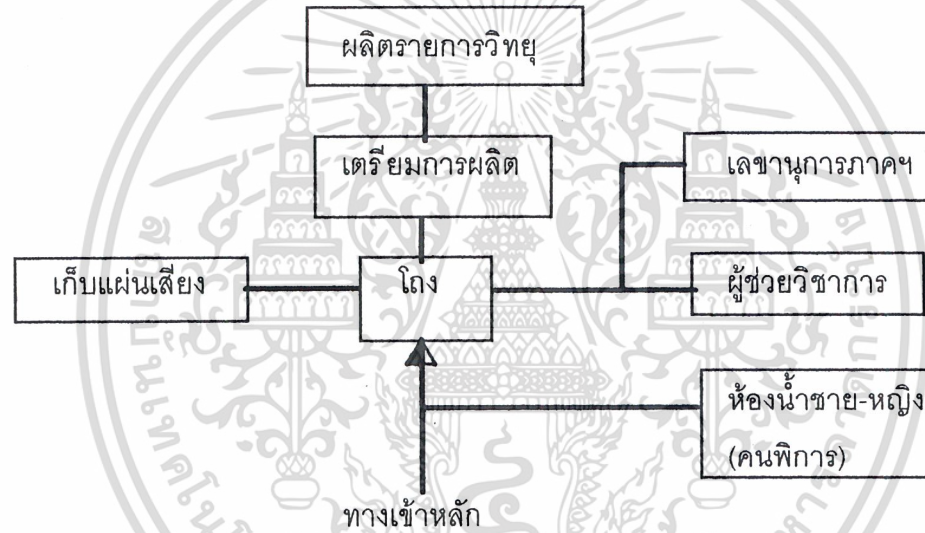 ผลิตรายการวิทยุ
เตรียมการผลิต
เลขานุการภาคฯ
เก็บแผ่นเสียง
โถง
ผู้ช่วยวิชาการ
ห้องน้ำชาย-หญิง
(คนพิการ)
ทางเข้าหลัก